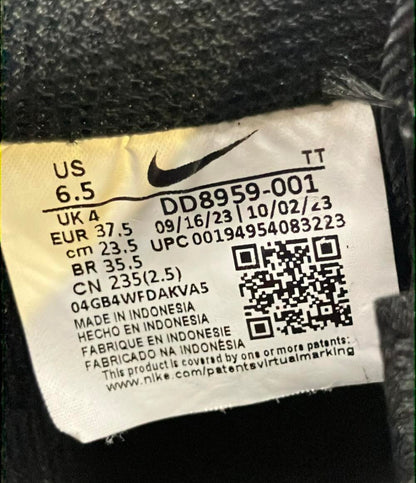 US
6.5
TT
UK 4
DD8959-001
EUR 37.5
09/16/23 | 10/02/23
cm 23.5
UPC00194954083223
BR 35.5
CN 235(2.5)
04GB4WFDAKVA5
MADE IN INDONESIA
HECHO EN INDONESIA
FABRIQUE EN INDONESIE
FABRICADO NA INDONÉSIA
This product is covered by one or more patents:
www.nike.com/patentsvirtualmarking